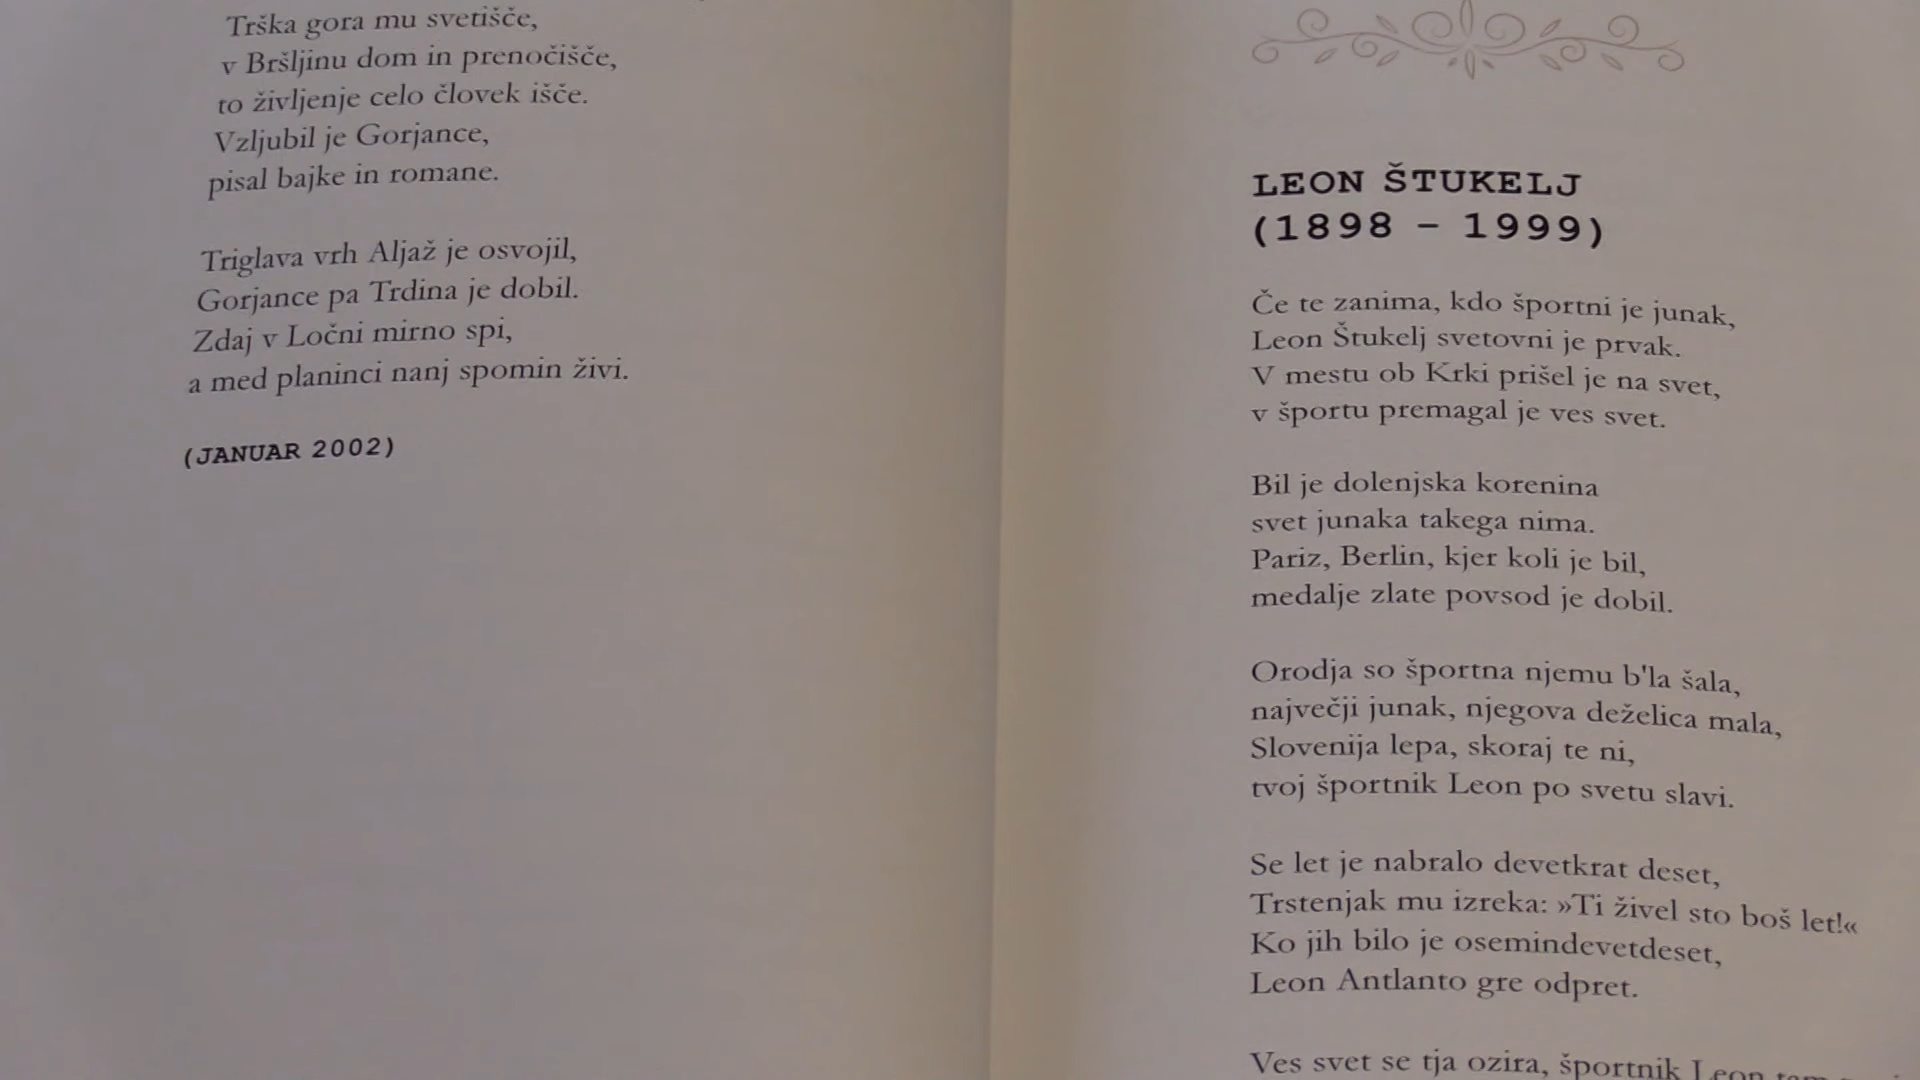 Trška gora mu svetišče,
v Bršljinu dom in prenočišče,
to življenje celo človek išče.
Vzljubil je Gorjance,
pisal bajke in romane.
Triglava vrh Aljaž je osvojil,
Gorjance pa Trdina je dobil.
Zdaj v Ločni mirno spi,
a med planinci nanj spomin živi.
(JANUAR 2002)
LEON ŠTUKELJ
(1898 – 1999)
Če te zanima, kdo športni je junak,
Leon Štukelj svetovni je prvak.
V mestu ob Krki prišel je na svet,
v športu premagal je ves svet.
Bil je dolenjska korenina
svet junaka takega nima.
Pariz, Berlin, kjer koli je bil,
medalje zlate povsod je dobil.
Orodja so športna njemu b'la šala,
največji junak, njegova deželica mala,
Slovenija lepa, skoraj te ni,
tvoj športnik Leon po svetu slavi.
Se let je nabralo devetkrat deset,
Trstenjak mu izreka: »Ti živel sto boš let!«
Ko jih bilo je osemindevetdeset,
Leon Antlanto gre odpret.
Ves svet se tja ozira, športnik Leon